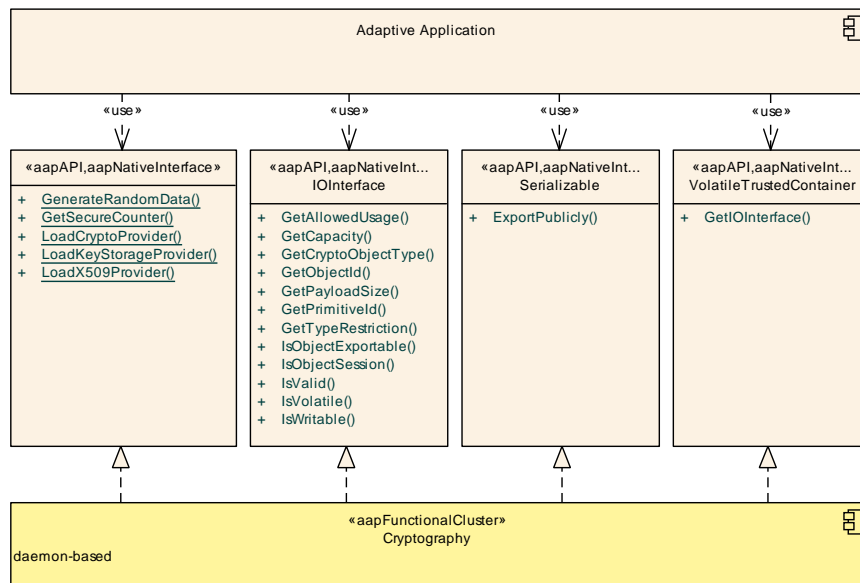 Adaptive Application
«use» «use» «use» «use»
«aapAPI,aapNativeInterface»
+ GenerateRandomData()
+ GetSecureCounter()
+ LoadCryptoProvider()
+ LoadKeyStorageProvider()
+ LoadX509Provider()
«aapAPI,aapNativeInt...
IOInterface
+ GetAllowedUsage()
+ GetCapacity()
+ GetCryptoObjectType()
+ GetObjectId()
+ GetPayloadSize()
+ GetPrimitiveId()
+ GetTypeRestriction()
+ IsObjectExportable()
+ IsObjectSession()
+ IsValid()
+ IsVolatile()
+ IsWritable()
«aapAPI,aapNativeInt...
Serializable
+ ExportPublicly()
«aapAPI,aapNativeInt...
VolatileTrustedContainer
+ GetIOInterface()
«aapFunctionalCluster»
Cryptography
daemon-based